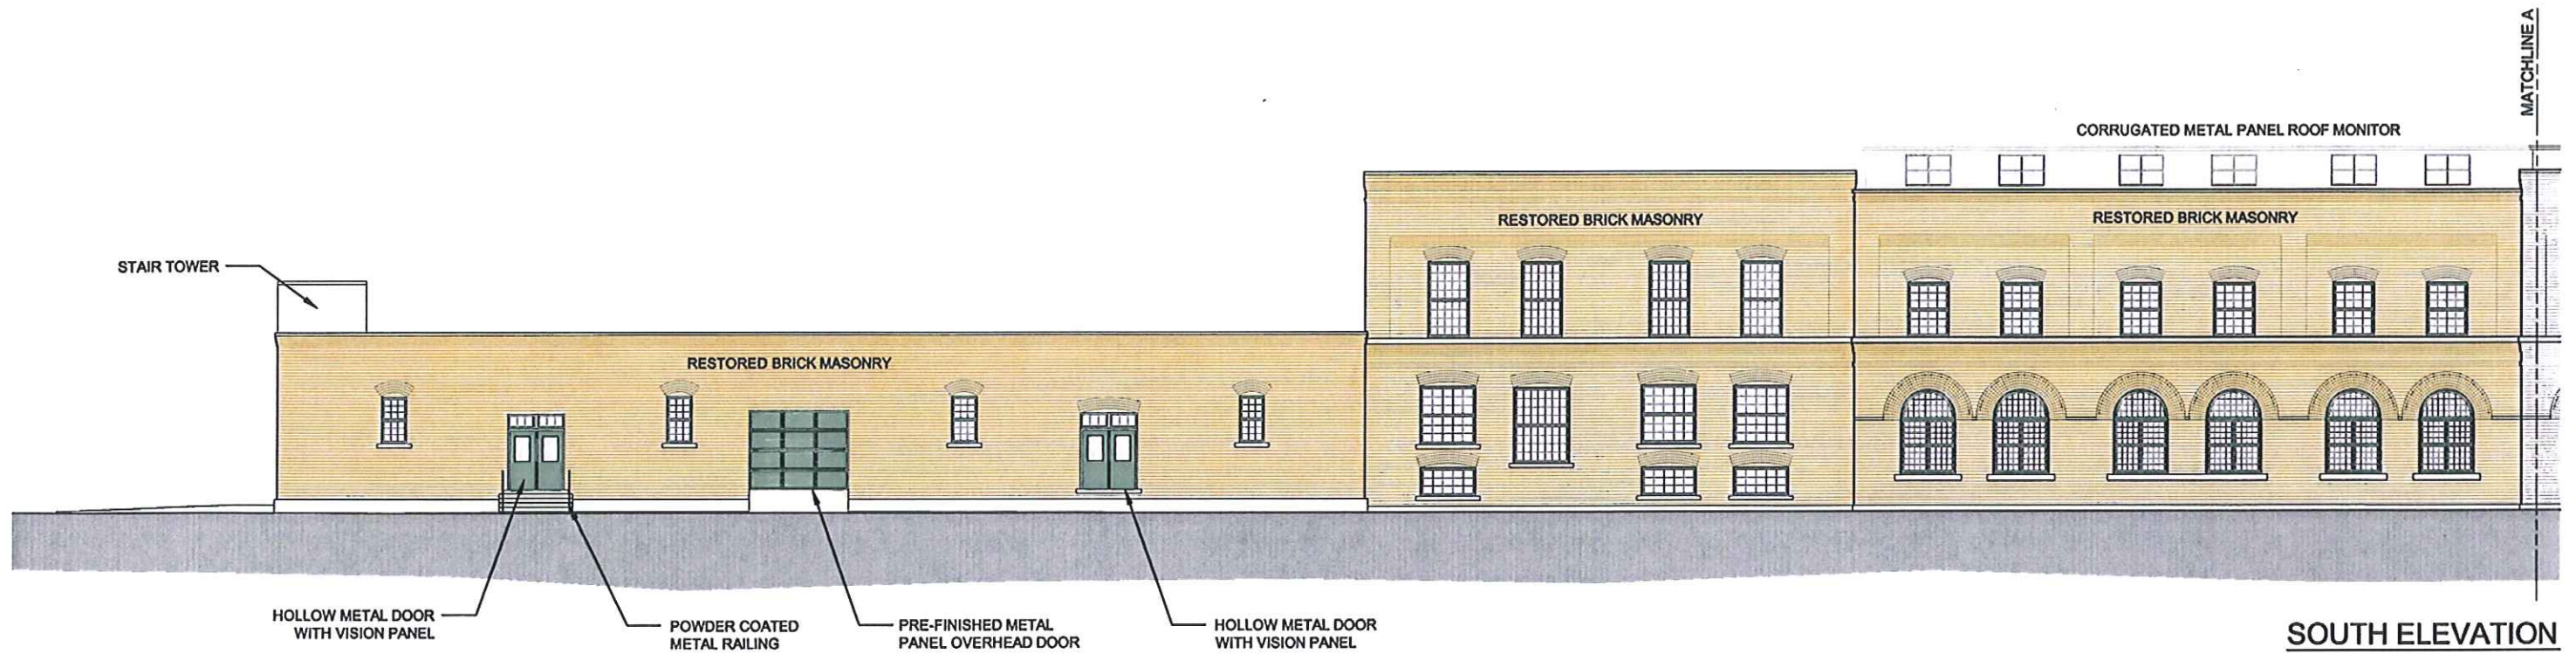 MATCHLINE A
CORRUGATED METAL PANEL ROOF MONITOR
RESTORED BRICK MASONRY
RESTORED BRICK MASONRY
STAIR TOWER
RESTORED BRICK MASONRY
HOLLOW METAL DOOR
WITH VISION PANEL
POWDER COATED
METAL RAILING
PRE-FINISHED METAL
PANEL OVERHEAD DOOR
HOLLOW METAL DOOR
WITH VISION PANEL
SOUTH ELEVATION